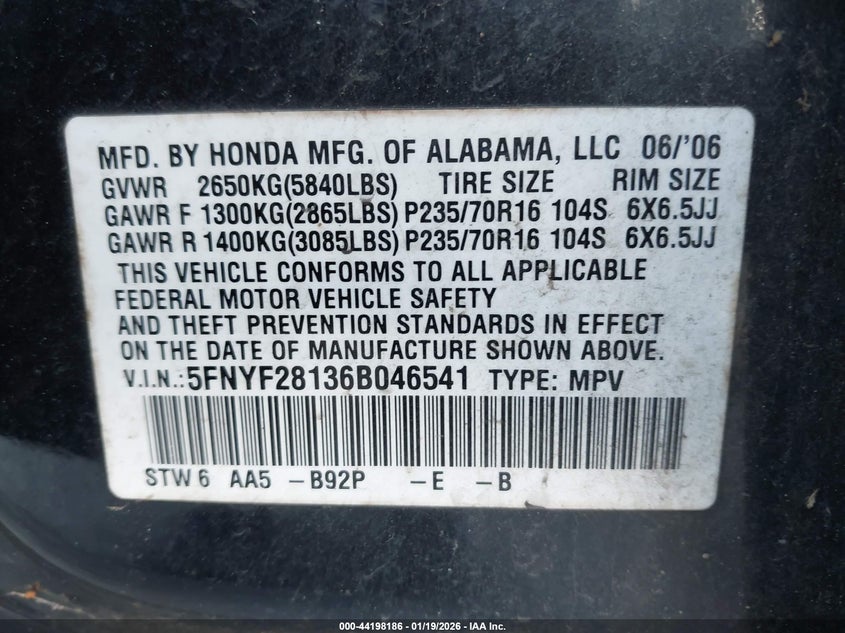 MFD. BY HONDA MFG. OF ALABAMA, LLC 06/'06
GVWR 2650KG(5840LBS) TIRE SIZE RIM SIZE
GAWR F 1300KG(2865LBS) P235/70R16 104S 6X6.5JJ
GAWR R 1400KG(3085LBS) P235/70R16 104S 6X6.5JJ
THIS VEHICLE CONFORMS TO ALL APPLICABLE
FEDERAL MOTOR VEHICLE SAFETY
AND THEFT PREVENTION STANDARDS IN EFFECT
ON THE DATE OF MANUFACTURE SHOWN ABOVE.
V.I.N.:5FNYF28136B046541 TYPE: MPV
STW6 AA5 -B92P -E -B
000-44198186 - 01/19/2026 - IAA Inc.